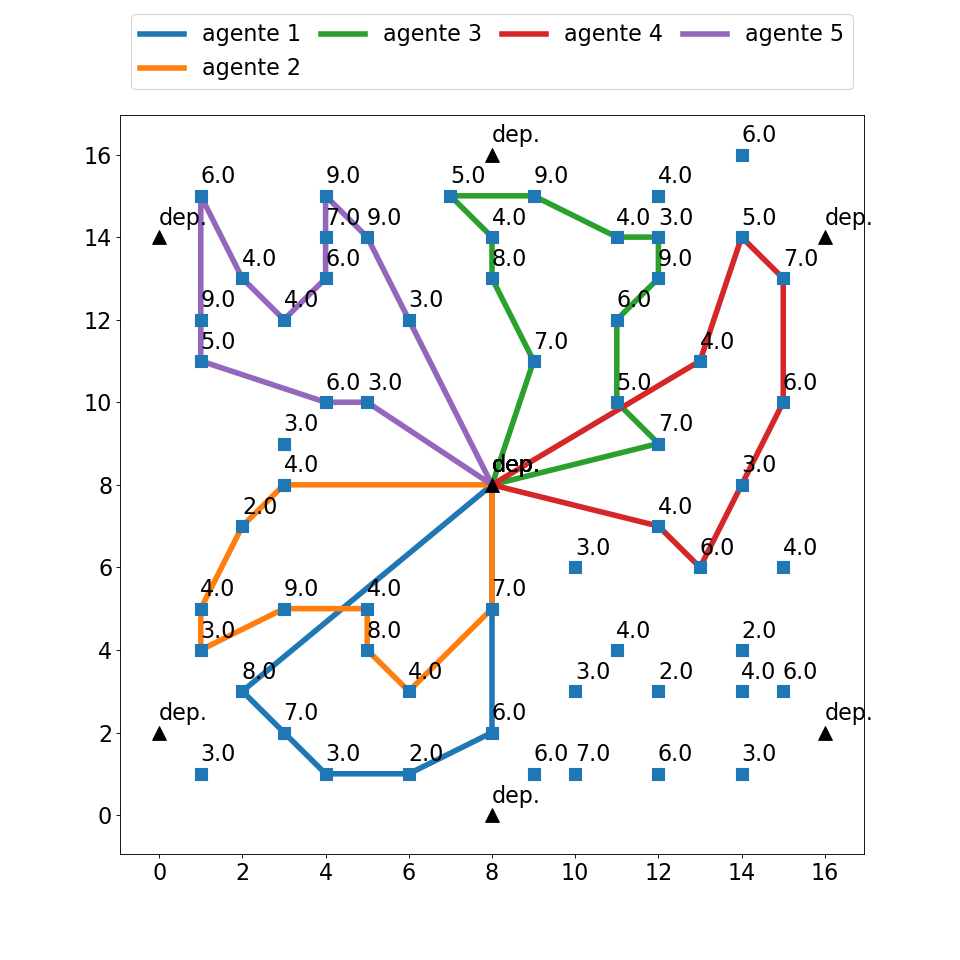 agente 1 agente 3 agente 4 agente 5
agente 2
dep. 6.0
6.0 9.0 5.0 9.0 4.0
dep. 7.0 9.0 4.0 4.0 3.0 5.0 dep.
4.0 6.0 8.0 9.0 7.0
9.0 4.0 3.0 6.0
5.0 7.0 4.0
6.0 3.0 5.0 6.0
3.0 7.0
4.0 dep. dep. 3.0
2.0 4.0
3.0 6.0 4.0
4.0 9.0 4.0 7.0
3.0 8.0 4.0 2.0
8.0 4.0 3.0 2.0 4.0 6.0
dep. 7.0 6.0 dep.
3.0 3.0 2.0 6.0 7.0 6.0 3.0
dep.
16
14
12
10
8
6
4
2
0
0 2 4 6 8 10 12 14 16